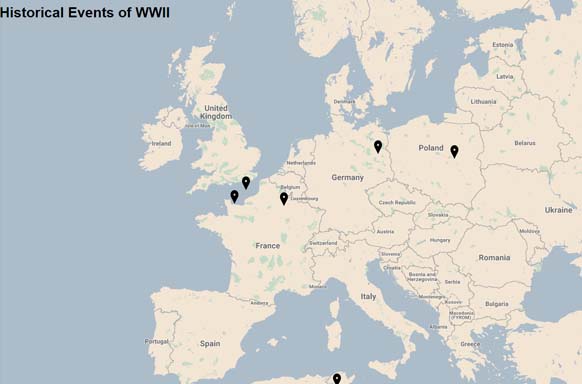 Historical Events of WWII
Estonia
Latvia
Denmark
Lithuania
United
Kingdom
Isle of Man
Ireland
Belarus
Poland
Netherlands
Germany
Belgium
Luxembourg
Czech Republic
Ukraine
Slovakia
Austria
Moldova
Hungary
Switzerland
France
Slovenia
Croatia
Romania
Bosnia and
Herzegovina
Serbia
Monaco
Italy
Montenegro
Kosovo
Bulgaria
Andorra
Macedonia
(FYROM)
Albania
Portugal
Spain
Greece